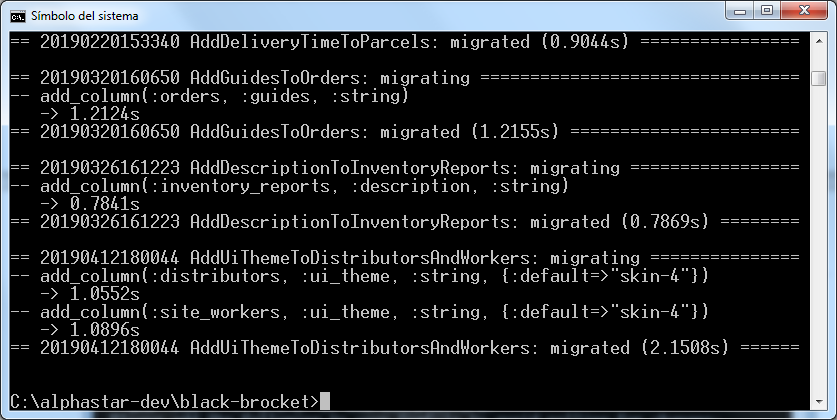 Símbolo del sistema
== 20190220153340 AddDeliveryTimeToParcels: migrated (0.9044s) ================
== 20190320160650 AddGuidesToOrders: migrating ================================
-- add_column(:orders, :guides, :string)
   -> 1.2124s
== 20190320160650 AddGuidesToOrders: migrated (1.2155s) =======================
== 20190326161223 AddDescriptionToInventoryReports: migrating =================
-- add_column(:inventory_reports, :description, :string)
   -> 0.7841s
== 20190326161223 AddDescriptionToInventoryReports: migrated (0.7869s) ========
== 20190412180044 AddUiThemeToDistributorsAndWorkers: migrating ===============
-- add_column(:distributors, :ui_theme, :string, {:default=>"skin-4"})
   -> 1.0552s
-- add_column(:site_workers, :ui_theme, :string, {:default=>"skin-4"})
   -> 1.0896s
== 20190412180044 AddUiThemeToDistributorsAndWorkers: migrated (2.1508s) ======
C:\alphastar-dev\black-brocket>